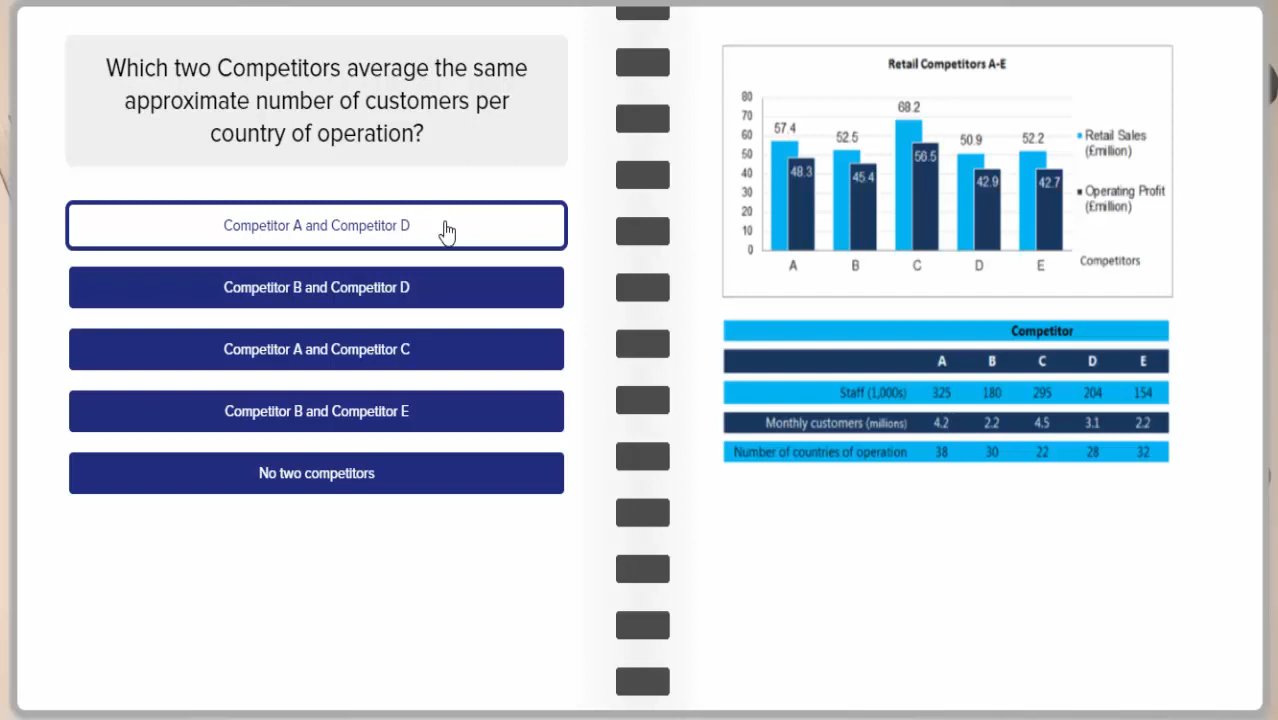 Which two Competitors average the same
approximate number of customers per
country of operation?
Competitor A and Competitor D
Competitor B and Competitor D
Competitor A and Competitor C
Competitor B and Competitor E
No two competitors
Retail Competitors A-E
80
70
60
50
40
30
20
10
0
57.4
48.3
52.5
45.4
68.2
56.5
50.9
42.9
52.2
42.7
A B C D E
Retail Sales
(£million)
Operating Profit
(£million)
Competitors
Competitor
A B C D E
Staff (1,000s) 325 180 295 204 154
Monthly customers (millions) 4.2 2.2 4.5 3.1 2.2
Number of countries of operation 38 30 22 28 32